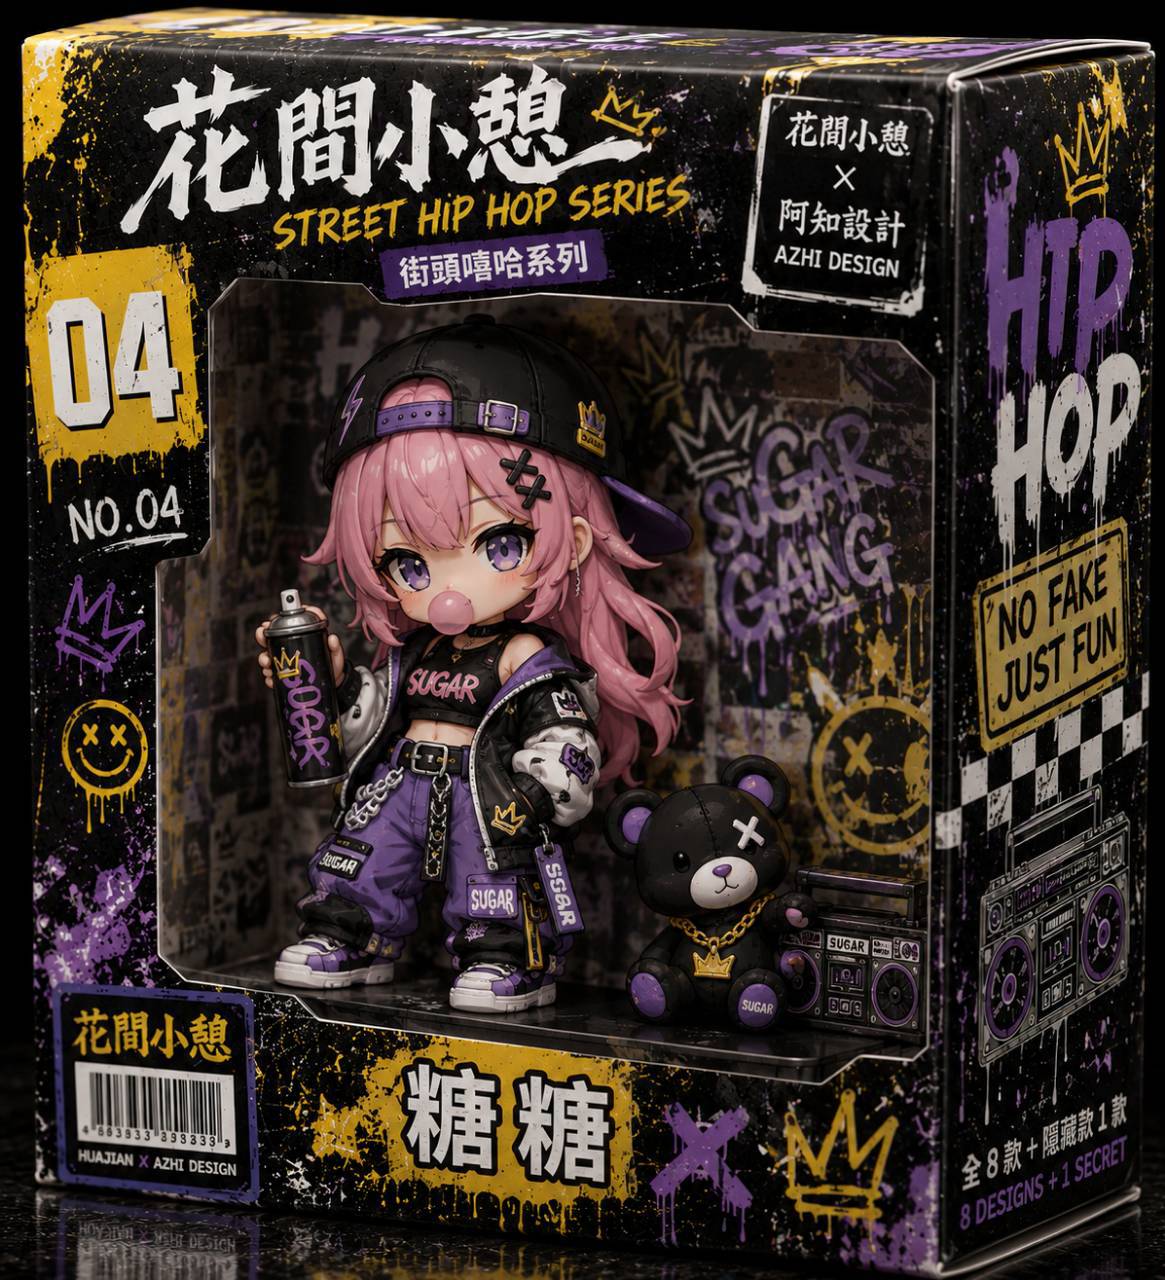 花間小憩
STREET HIP HOP SERIES
街頭嘻哈系列
花間小憩
×
阿知設計
AZHI DESIGN
04
NO.04
SUGAR
GANG
SUGAR
SUGAR
SUGAR
SUGAR
SUGAR
花間小憩
HUAJIAN X AZHI DESIGN
糖糖
HIP
HOP
NO FAKE
JUST FUN
全8款+隱藏款1款
8 DESIGNS + 1 SECRET